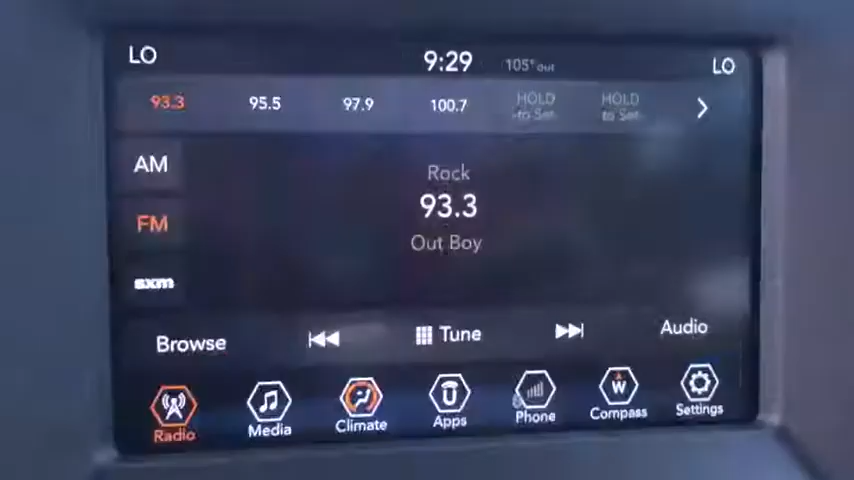 LO 9:29 105° out LO
93.3 95.5 97.9 100.7 HOLD to Set HOLD to Set
AM
Rock
FM
93.3
Out Boy
sxm
Browse Tune Audio
W
Radio Media Climate Apps Phone Compass Settings